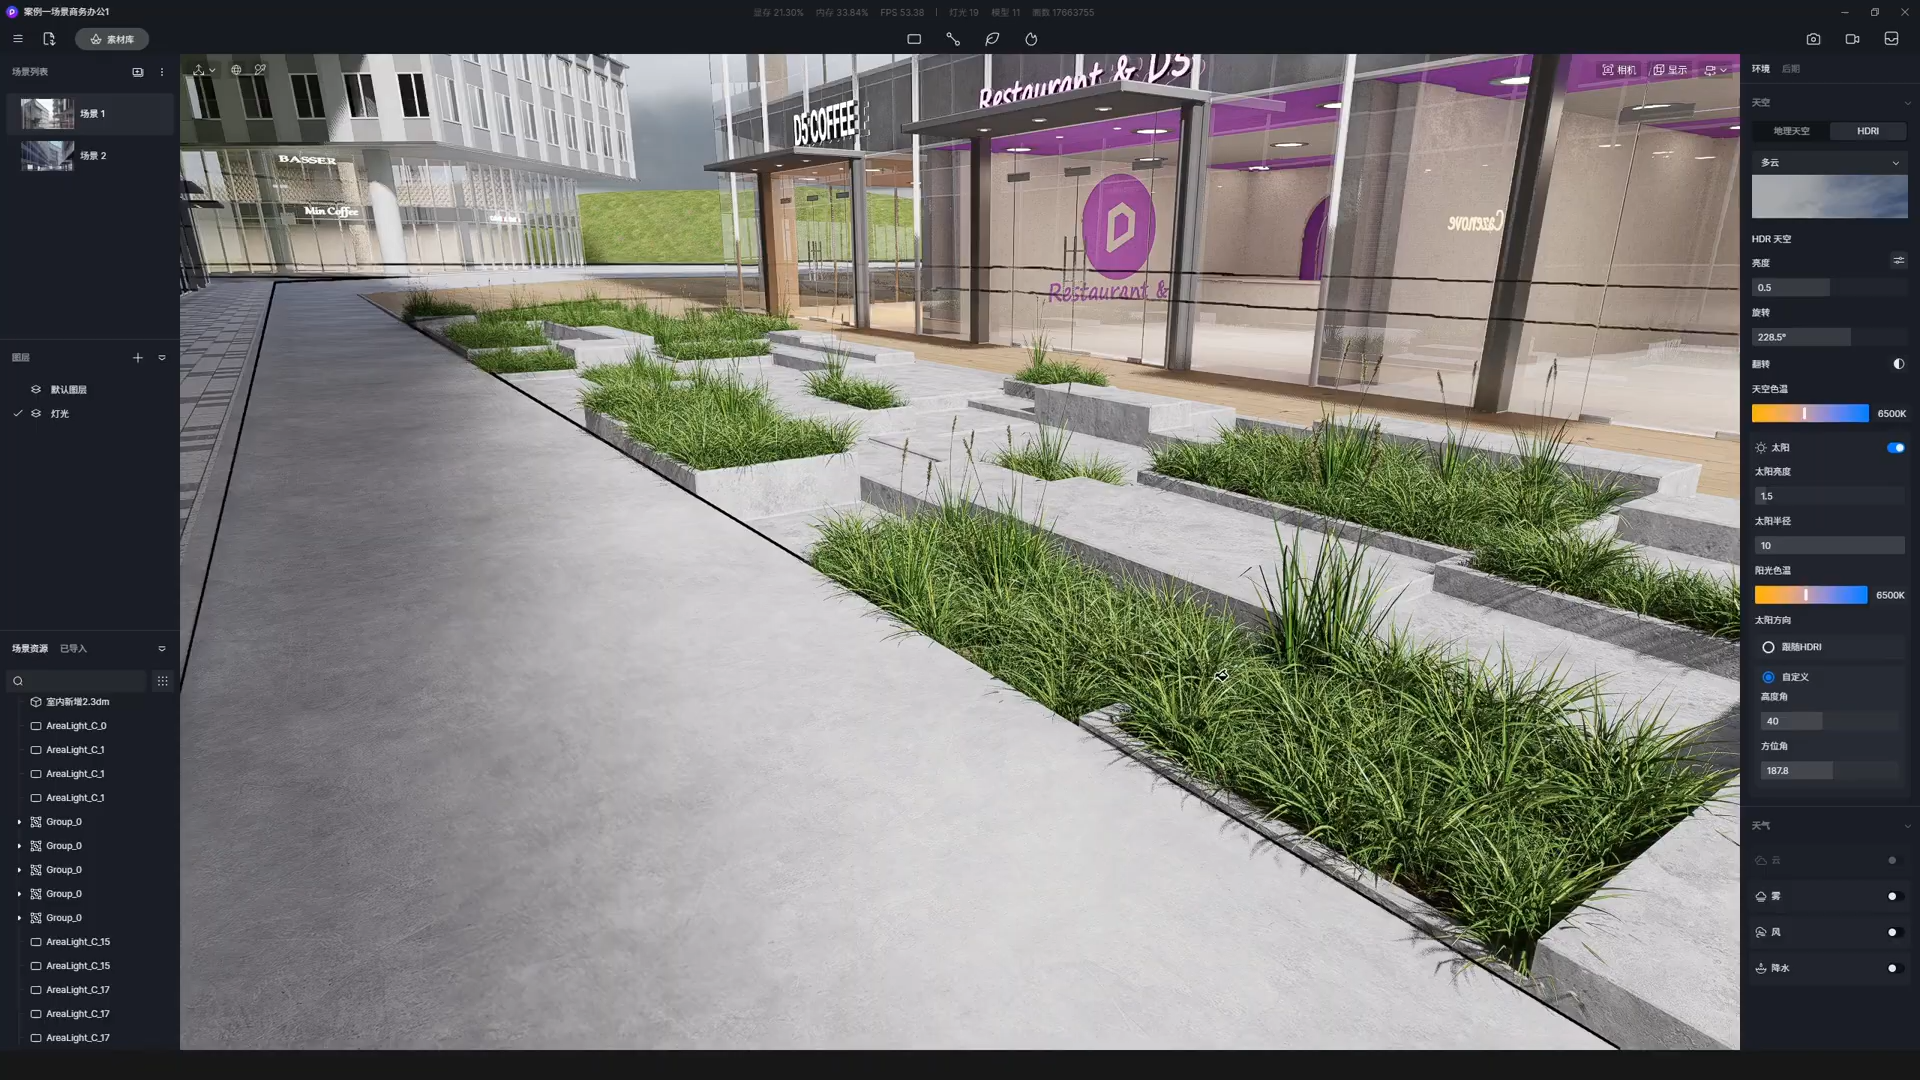 案例一场景商务办公1
显存 21.30% 内存 33.84% FPS 53.38 | 灯光 19 模型 11 面数 17663755
素材库
场景列表
场景 1
场景 2
图层
默认图层
灯光
场景资源 已导入
室内新增2.3dm
AreaLight_C_0
AreaLight_C_1
AreaLight_C_1
AreaLight_C_1
Group_0
Group_0
Group_0
Group_0
Group_0
AreaLight_C_15
AreaLight_C_15
AreaLight_C_17
AreaLight_C_17
AreaLight_C_17
相机 显示
BASSER
Min Coffee
D5 COFFEE
Restaurant & D5
Restaurant &
Cazenove
环境 后期
天空
地理天空 HDRI
多云
HDR 天空
亮度
0.5
旋转
228.5°
翻转
天空色温
6500K
太阳
太阳亮度
1.5
太阳半径
10
阳光色温
6500K
太阳方向
跟随HDRI
自定义
高度角
40
方位角
187.8
天气
云
雾
风
降水